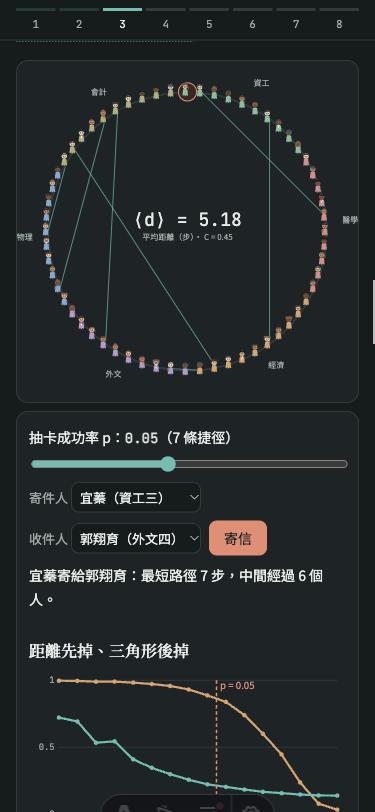 1 2 3 4 5 6 7 8
會計
資工
醫學
⟨d⟩ = 5.18
平均距離（步）· C = 0.45
物理
經濟
外文
抽卡成功率 p：0.05（7 條捷徑）
寄件人 宜蓁（資工三）
收件人 郭翔育（外文四） 寄信
宜蓁寄給郭翔育：最短路徑 7 步，中間經過 6 個
人。
距離先掉、三角形後掉
1
p = 0.05
0.5